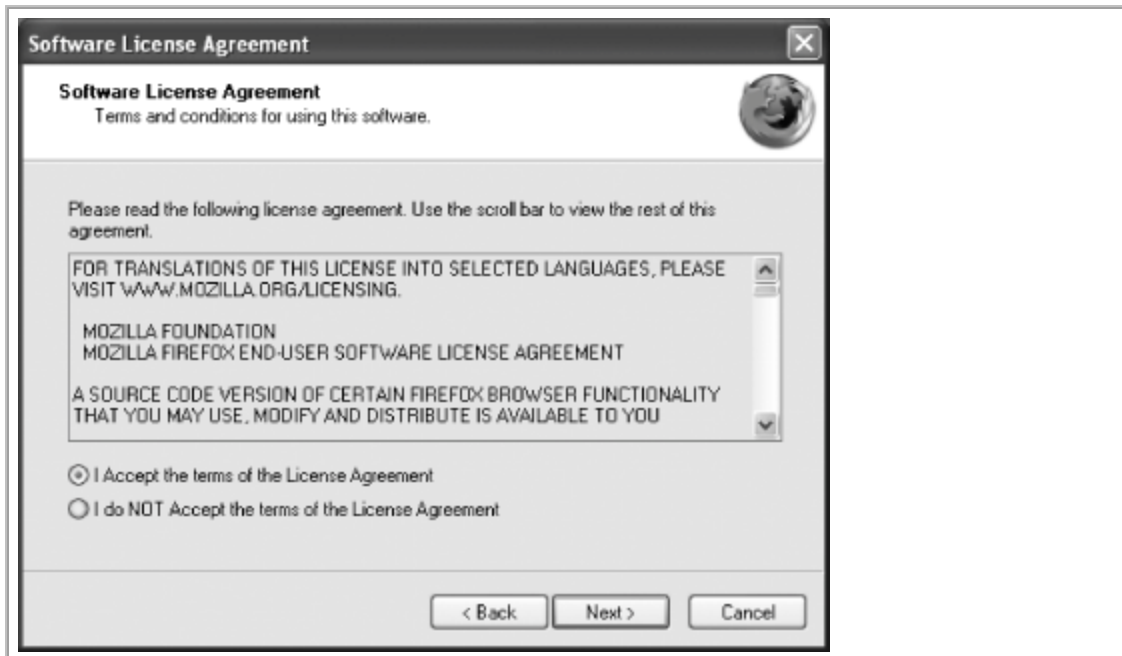 Software License Agreement
Software License Agreement
Terms and conditions for using this software.
Please read the following license agreement. Use the scroll bar to view the rest of this
agreement.
FOR TRANSLATIONS OF THIS LICENSE INTO SELECTED LANGUAGES, PLEASE
VISIT WWW.MOZILLA.ORG/LICENSING.
MOZILLA FOUNDATION
MOZILLA FIREFOX END-USER SOFTWARE LICENSE AGREEMENT
A SOURCE CODE VERSION OF CERTAIN FIREFOX BROWSER FUNCTIONALITY
THAT YOU MAY USE, MODIFY AND DISTRIBUTE IS AVAILABLE TO YOU
I Accept the terms of the License Agreement
I do NOT Accept the terms of the License Agreement
< Back Next > Cancel